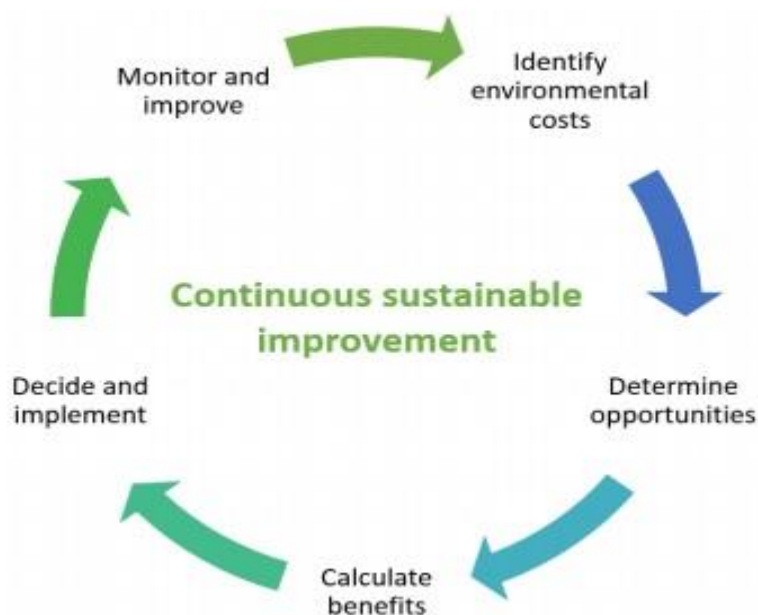 Monitor and
improve
Identify
environmental
costs
Continuous sustainable
improvement
Decide and
implement
Determine
opportunities
Calculate
benefits